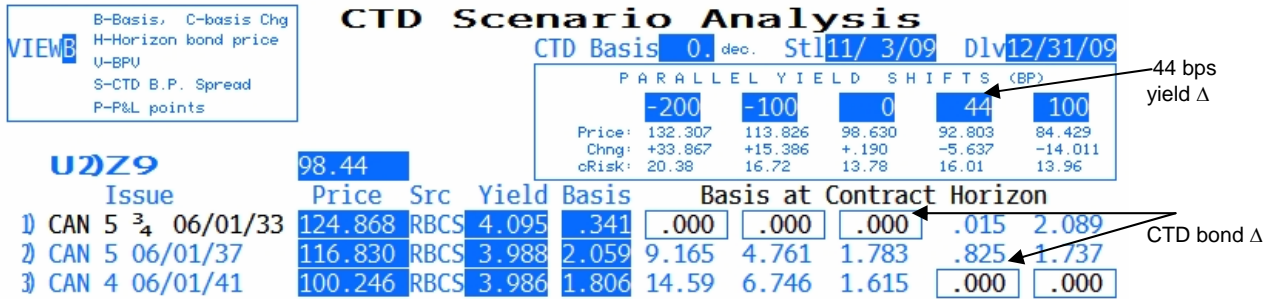 CTD Scenario Analysis
B-Basis, C-basis Chg
H-Horizon bond price
U-BPV
S-CTD B.P. Spread
P-P&L points
VIEW B
CTD Basis 0. dec. Stl 11/ 3/09 Dlv 12/31/09
PARALLEL YIELD SHIFTS (BP)
-200 -100 0 44 100
Price: 132.307 113.826 98.630 92.803 84.429
Chng: +33.867 +15.386 +.190 -5.637 -14.011
cRisk: 20.38 16.72 13.78 16.01 13.96
44 bps
yield Δ
U2)Z9 98.44
Issue Price Src Yield Basis Basis at Contract Horizon
1) CAN 5 ¾ 06/01/33 124.868 RBCS 4.095 .341 .000 .000 .000 .015 2.089
2) CAN 5 06/01/37 116.830 RBCS 3.988 2.059 9.165 4.761 1.783 .825 1.737
3) CAN 4 06/01/41 100.246 RBCS 3.986 1.806 14.59 6.746 1.615 .000 .000
CTD bond Δ